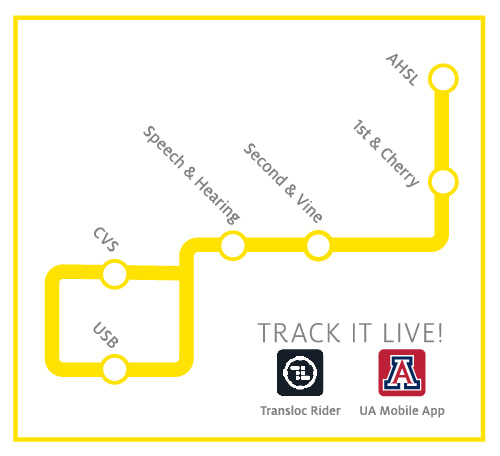 AHSL
1st & Cherry
Second & Vine
Speech & Hearing
CVS
USB
TRACK IT LIVE!
Transloc Rider
UA Mobile App